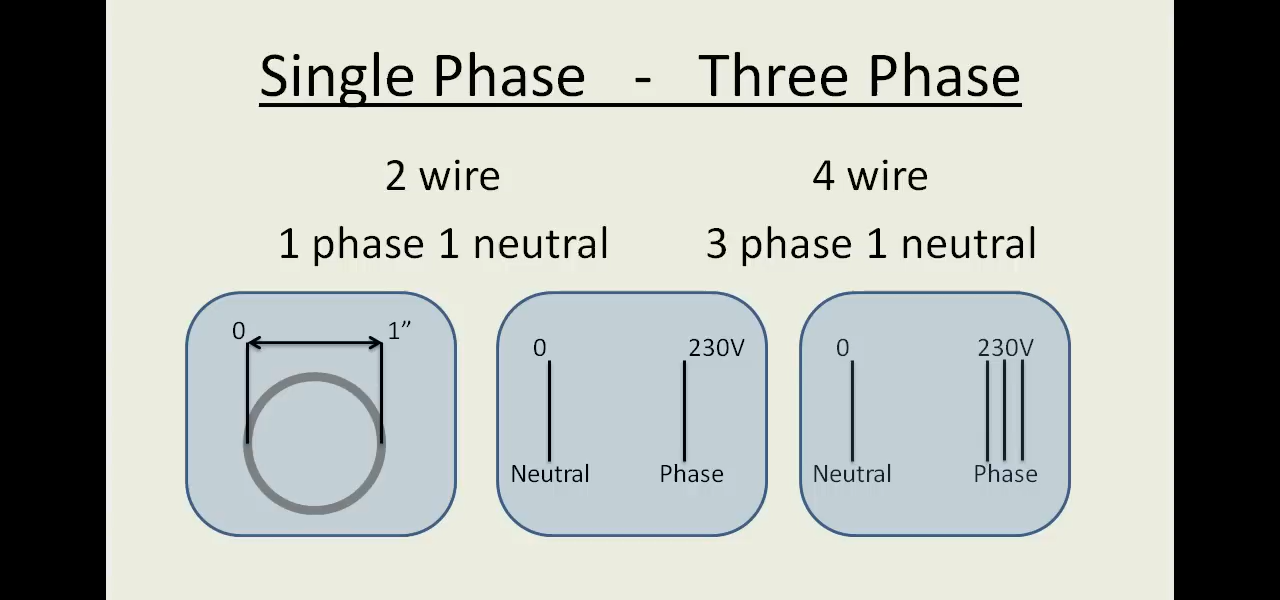 Single Phase - Three Phase
2 wire
4 wire
1 phase 1 neutral
3 phase 1 neutral
0 1”
0 230V
Neutral Phase
0 230V
Neutral Phase